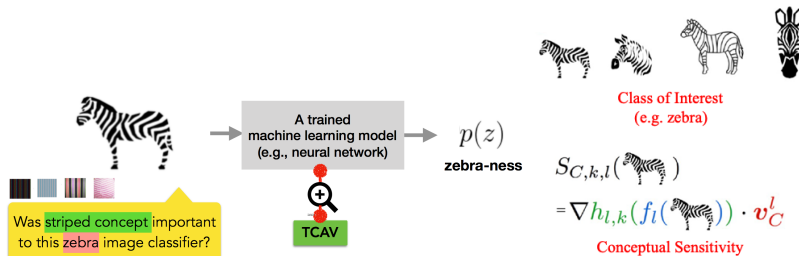 Was striped concept important
to this zebra image classifier?
A trained
machine learning model
(e.g., neural network)
TCAV
p(z)
zebra-ness
Class of Interest
(e.g. zebra)
S_{C,k,l}( )
= ∇h_{l,k}(f_l( )) · v_C^l
Conceptual Sensitivity